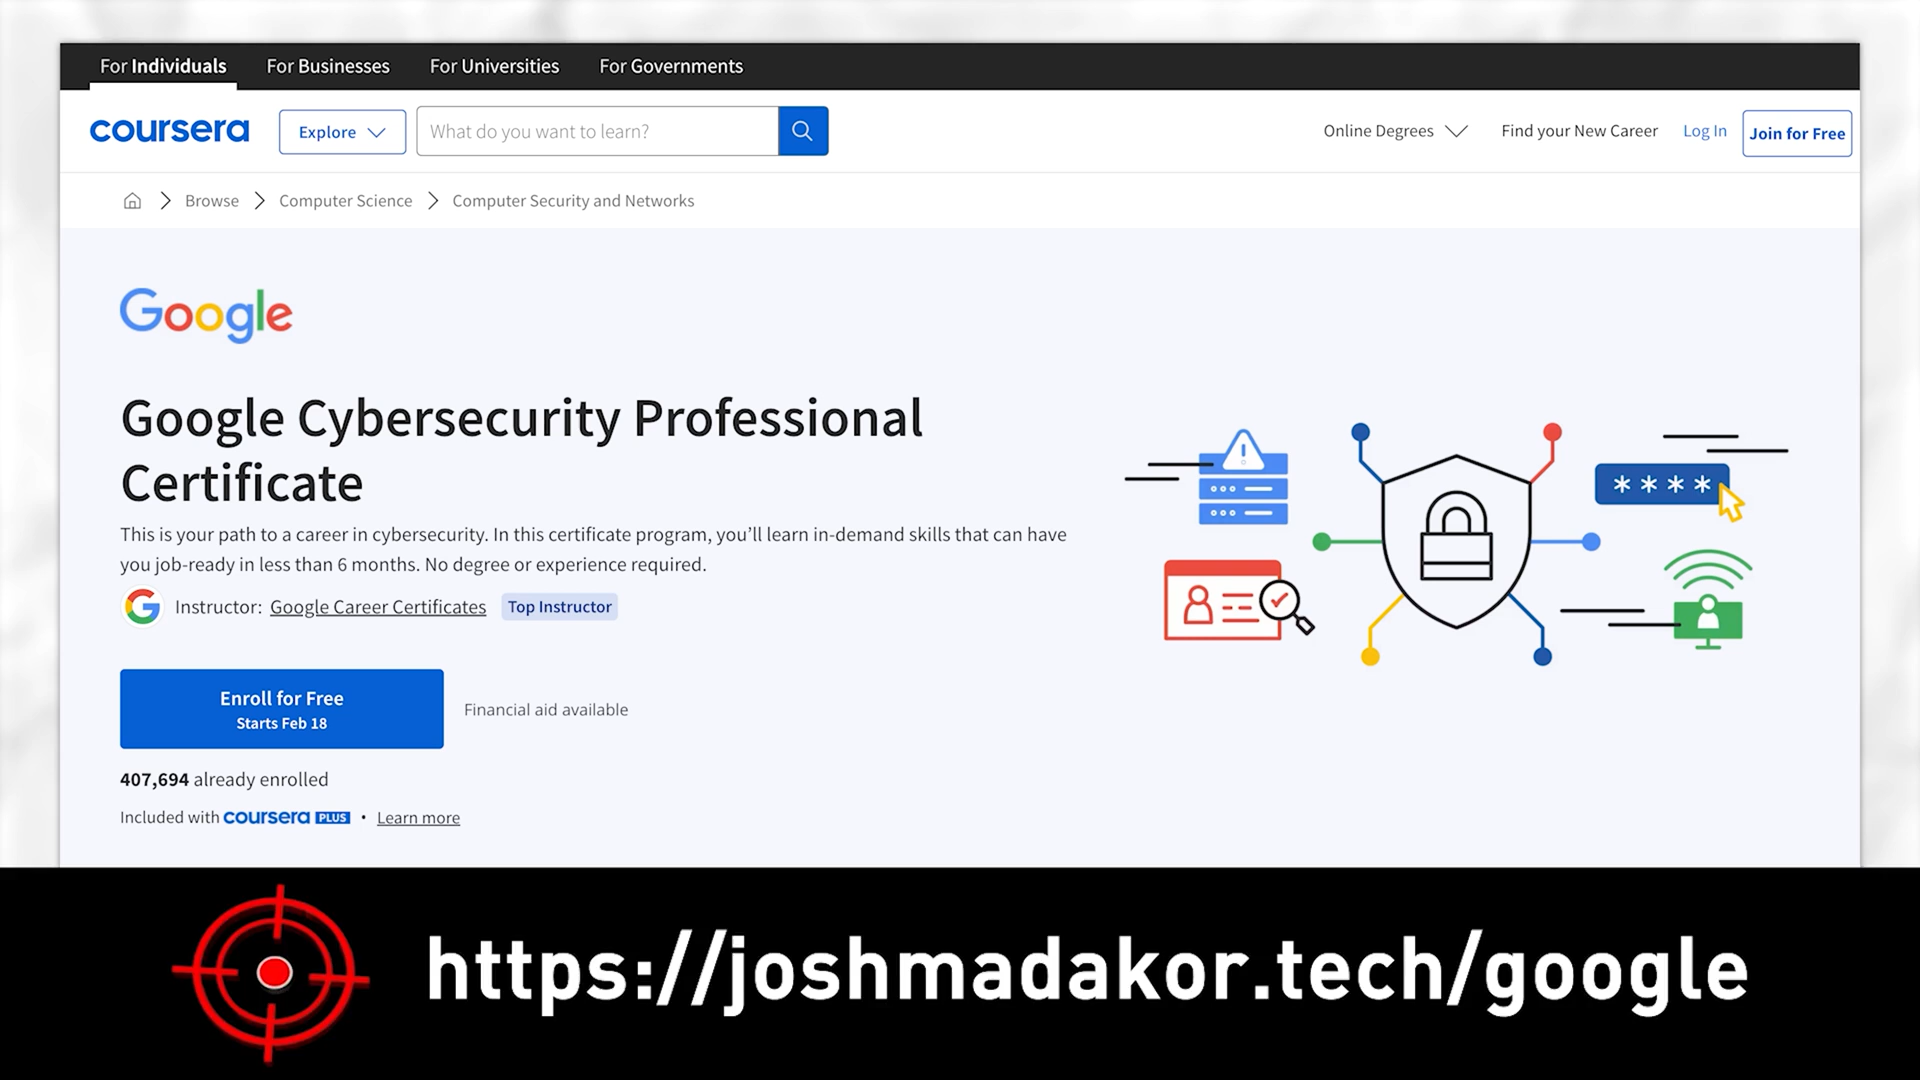 For Individuals For Businesses For Universities For Governments
coursera Explore What do you want to learn? Online Degrees Find your New Career Log In Join for Free
Browse Computer Science Computer Security and Networks
Google
Google Cybersecurity Professional
Certificate
This is your path to a career in cybersecurity. In this certificate program, you'll learn in-demand skills that can have
you job-ready in less than 6 months. No degree or experience required.
G Instructor: Google Career Certificates Top Instructor
Enroll for Free
Starts Feb 18
Financial aid available
407,694 already enrolled
Included with coursera PLUS • Learn more
* * * *
https://joshmadakor.tech/google